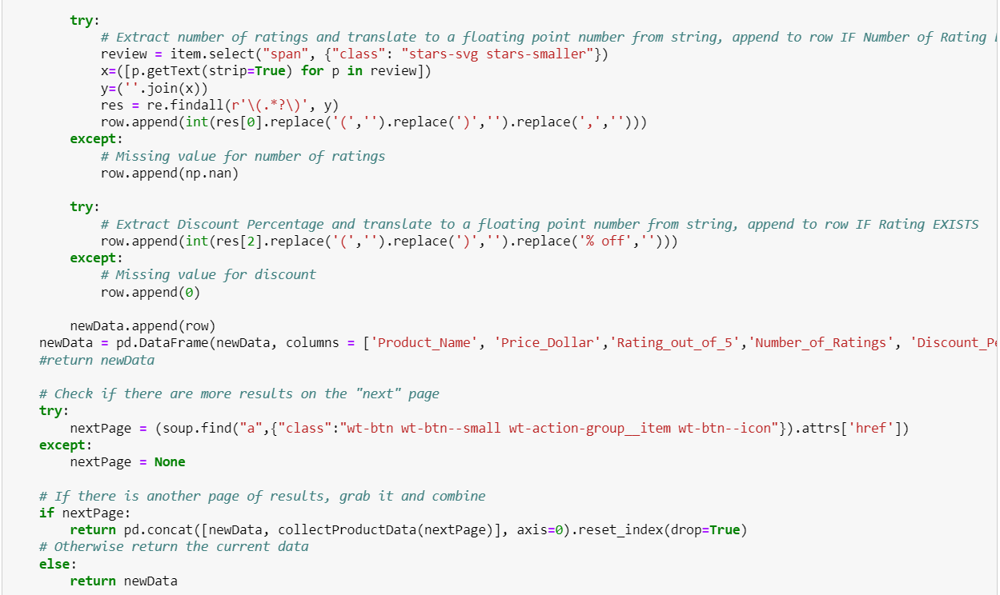 try:
# Extract number of ratings and translate to a floating point number from string, append to row IF Number of Rating
review = item.select("span", {"class": "stars-svg stars-smaller"})
x=([p.getText(strip=True) for p in review])
y=(''.join(x))
res = re.findall(r'\(.*?\)', y)
row.append(int(res[0].replace('(','').replace(')','').replace(',','')))
except:
# Missing value for number of ratings
row.append(np.nan)
try:
# Extract Discount Percentage and translate to a floating point number from string, append to row IF Rating EXISTS
row.append(int(res[2].replace('(','').replace(')','').replace('% off','')))
except:
# Missing value for discount
row.append(0)
newData.append(row)
newData = pd.DataFrame(newData, columns = ['Product_Name', 'Price_Dollar','Rating_out_of_5','Number_of_Ratings', 'Discount_Pe
#return newData
# Check if there are more results on the "next" page
try:
nextPage = (soup.find("a",{"class":"wt-btn wt-btn--small wt-action-group__item wt-btn--icon"}).attrs['href'])
except:
nextPage = None
# If there is another page of results, grab it and combine
if nextPage:
return pd.concat([newData, collectProductData(nextPage)], axis=0).reset_index(drop=True)
# Otherwise return the current data
else:
return newData